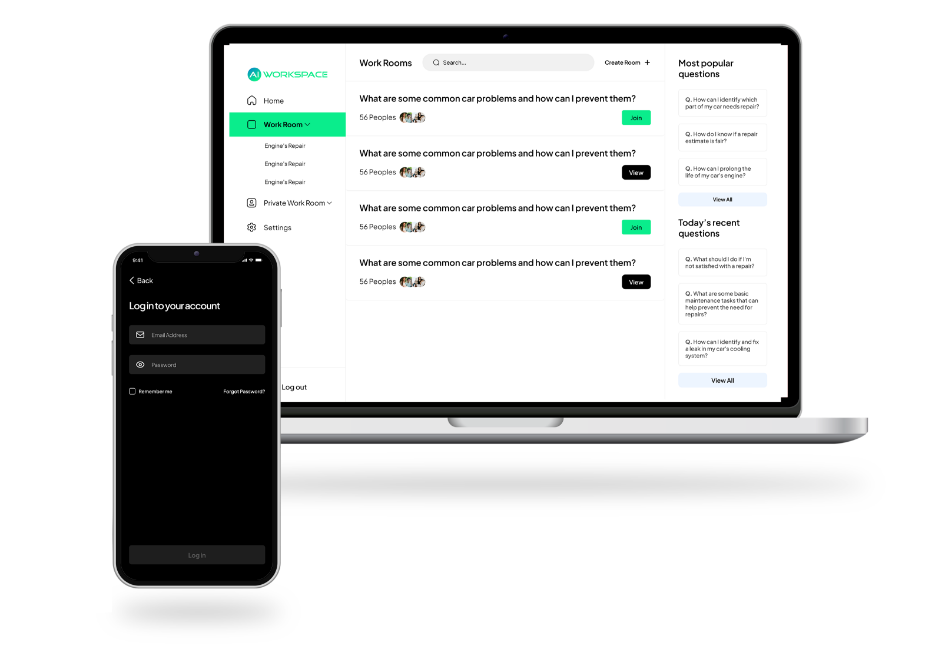 AI WORKSPACE
Home
Work Room
Engine's Repair
Engine's Repair
Engine's Repair
Private Work Room
Settings
Log out
Work Rooms
Search...
Create Room +
What are some common car problems and how can I prevent them?
56 Peoples
Join
What are some common car problems and how can I prevent them?
56 Peoples
View
What are some common car problems and how can I prevent them?
56 Peoples
Join
What are some common car problems and how can I prevent them?
56 Peoples
View
Most popular
questions
Q. How can I identify which
part of my car needs repair?
Q. How do I know if a repair
estimate is fair?
Q. How can I prolong the
life of my car's engine?
View All
Today's recent
questions
Q. What should I do if I'm
not satisfied with a repair?
Q. What are some basic
maintenance tasks that can
help prevent the need for
repairs?
Q. How can I identify and fix
a leak in my car's cooling
system?
View All
9:41
Back
Log in to your account
Email Address
Password
Remember me
Forgot Password?
Log in